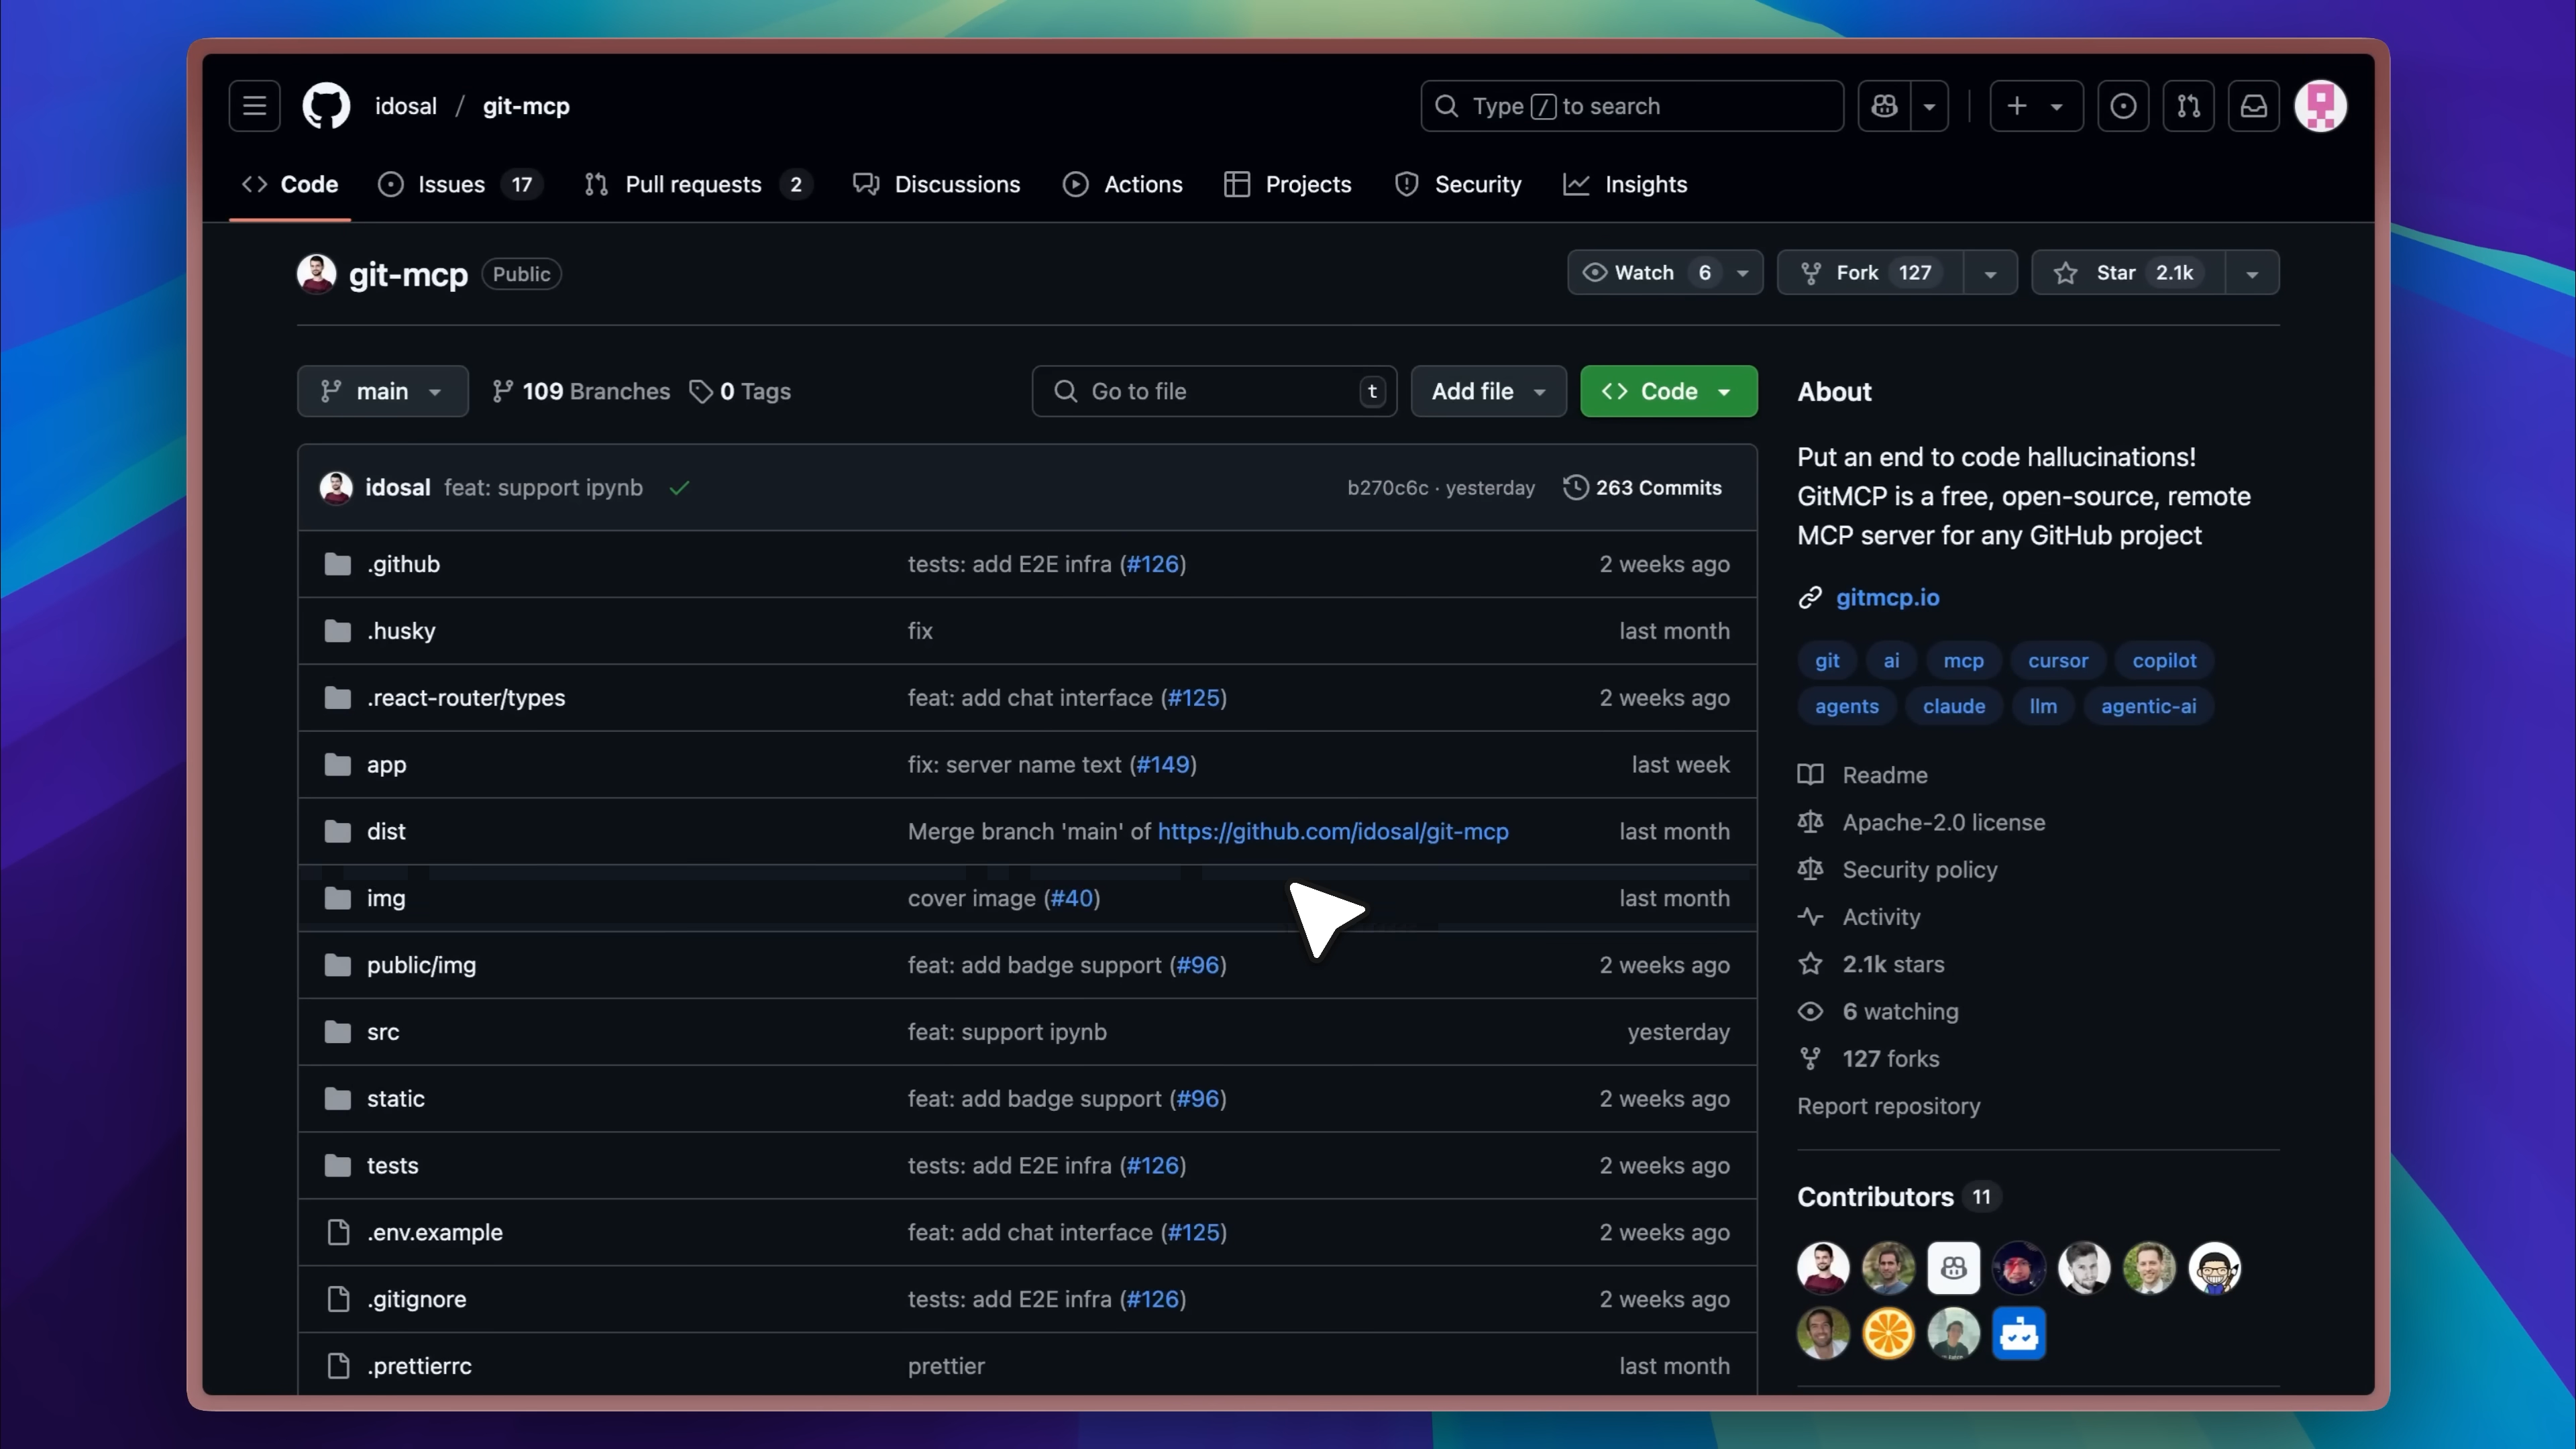 idosal / git-mcp
Type / to search
Code
Issues 17
Pull requests 2
Discussions
Actions
Projects
Security
Insights
git-mcp Public
Watch 6
Fork 127
Star 2.1k
main
109 Branches
0 Tags
Go to file t
Add file
Code
idosal feat: support ipynb b270c6c · yesterday 263 Commits
.github tests: add E2E infra (#126) 2 weeks ago
.husky fix last month
.react-router/types feat: add chat interface (#125) 2 weeks ago
app fix: server name text (#149) last week
dist Merge branch 'main' of https://github.com/idosal/git-mcp last month
img cover image (#40) last month
public/img feat: add badge support (#96) 2 weeks ago
src feat: support ipynb yesterday
static feat: add badge support (#96) 2 weeks ago
tests tests: add E2E infra (#126) 2 weeks ago
.env.example feat: add chat interface (#125) 2 weeks ago
.gitignore tests: add E2E infra (#126) 2 weeks ago
.prettierrc prettier last month
About
Put an end to code hallucinations!
GitMCP is a free, open-source, remote
MCP server for any GitHub project
gitmcp.io
git ai mcp cursor copilot
agents claude llm agentic-ai
Readme
Apache-2.0 license
Security policy
Activity
2.1k stars
6 watching
127 forks
Report repository
Contributors 11